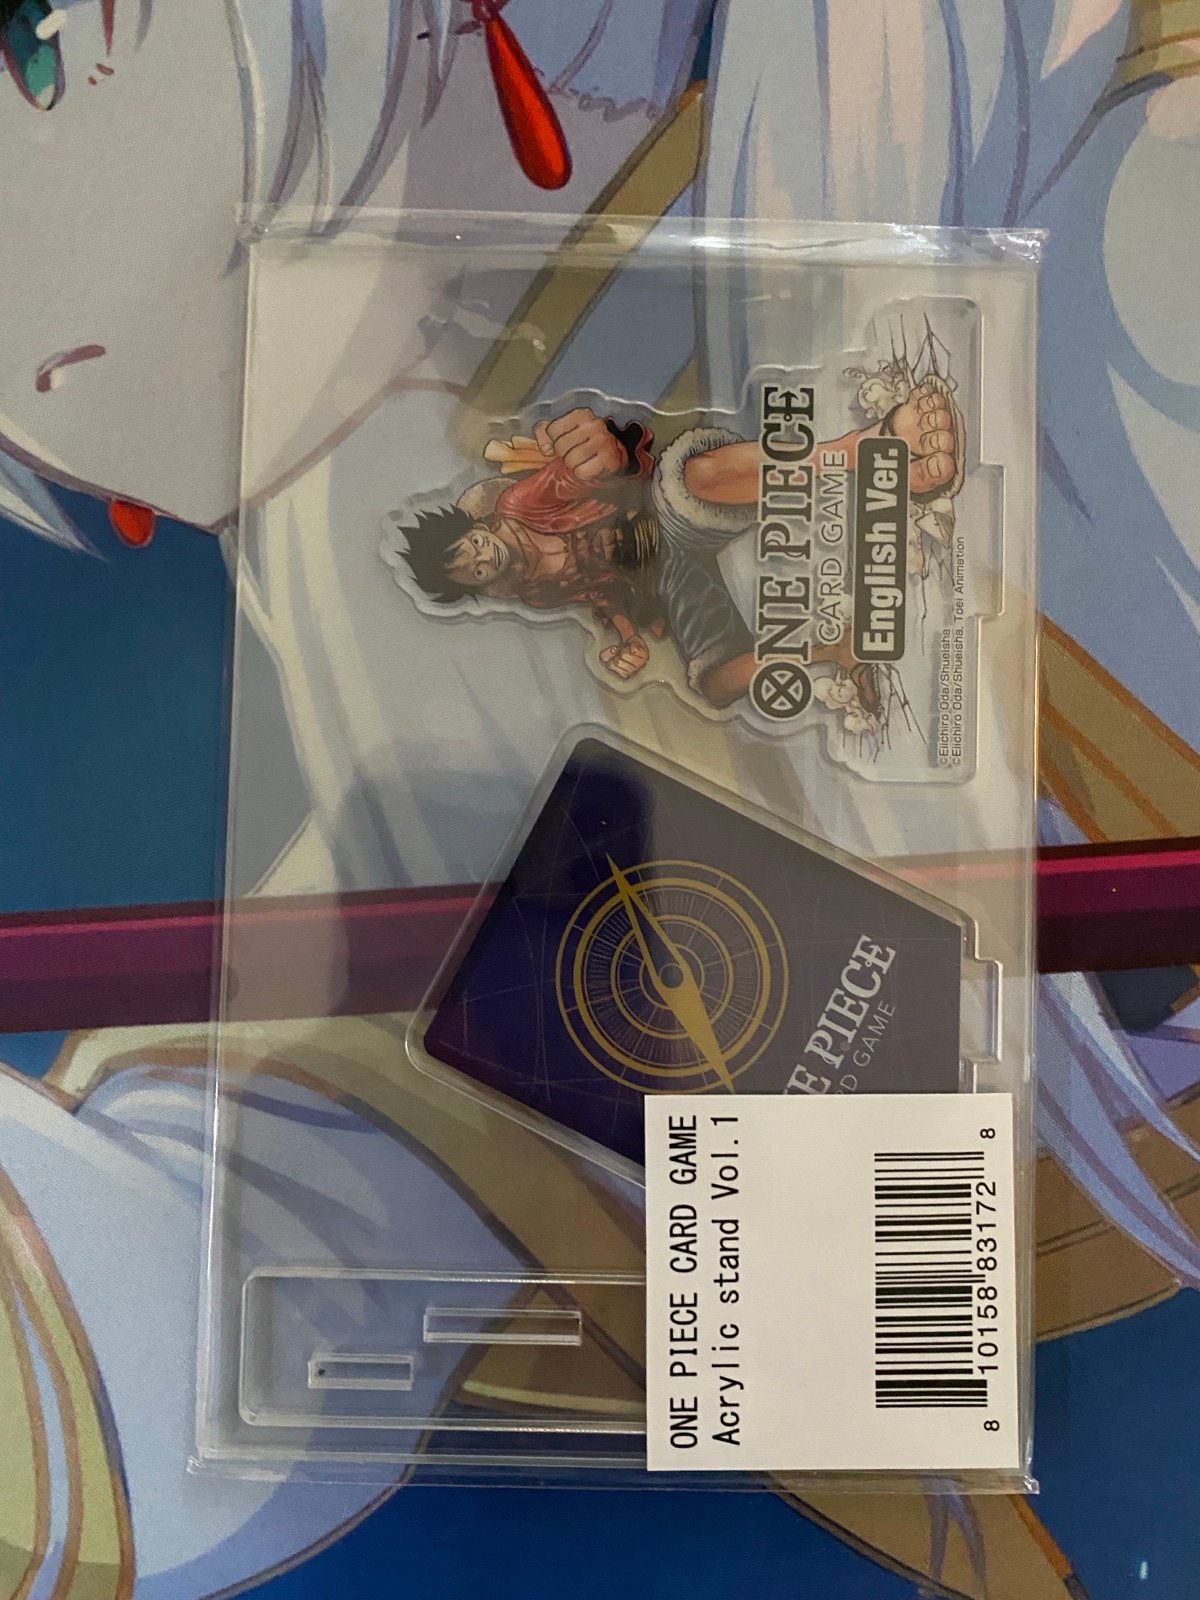 ONE PIECE
CARD GAME
English Ver.
©Eiichiro Oda/Shueisha
©Eiichiro Oda/Shueisha, Toei Animation
PIECE
GAME
ONE PIECE CARD GAME
Acrylic stand Vol.1
8 10158 83172 8